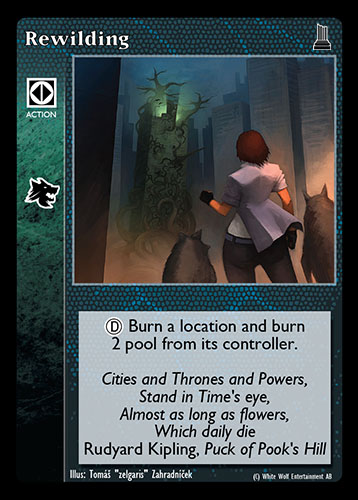 Rewilding
ACTION
D Burn a location and burn
2 pool from its controller.
Cities and Thrones and Powers,
Stand in Time's eye,
Almost as long as flowers,
Which daily die
Rudyard Kipling, Puck of Pook's Hill
Illus: Tomáš "zelgaris" Zahradníček
(C) White Wolf Entertainment AB